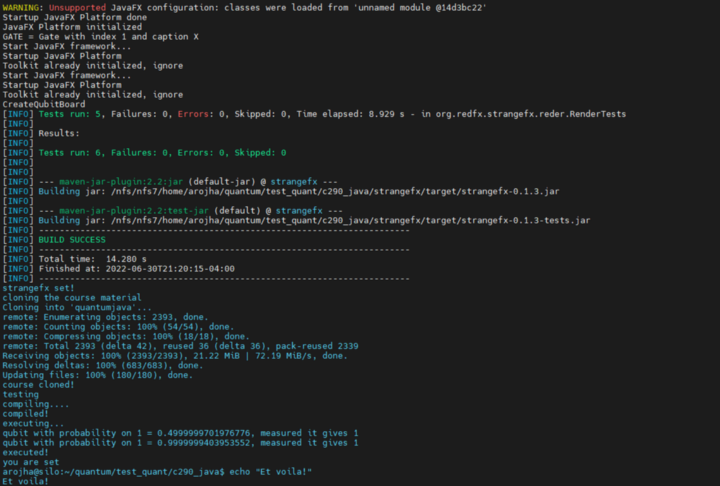 WARNING: Unsupported JavaFX configuration: classes were loaded from 'unnamed module @14d3bc22'
Startup JavaFX Platform done
JavaFX Platform initialized
GATE = Gate with index 1 and caption X
Start JavaFX framework...
Startup JavaFX Platform
Toolkit already initialized, ignore
Start JavaFX framework...
Startup JavaFX Platform
Toolkit already initialized, ignore
CreateQubitBoard
[INFO] Tests run: 5, Failures: 0, Errors: 0, Skipped: 0, Time elapsed: 8.929 s - in org.redfx.strangefx.reder.RenderTests
[INFO]
[INFO] Results:
[INFO]
[INFO] Tests run: 6, Failures: 0, Errors: 0, Skipped: 0
[INFO]
[INFO]
[INFO] --- maven-jar-plugin:2.2:jar (default-jar) @ strangefx ---
[INFO] Building jar: /nfs/nfs7/home/arojha/quantum/test_quant/c290_java/strangefx/target/strangefx-0.1.3.jar
[INFO]
[INFO] --- maven-jar-plugin:2.2:test-jar (default) @ strangefx ---
[INFO] Building jar: /nfs/nfs7/home/arojha/quantum/test_quant/c290_java/strangefx/target/strangefx-0.1.3-tests.jar
[INFO] ------------------------------------------------------------------------
[INFO] BUILD SUCCESS
[INFO] ------------------------------------------------------------------------
[INFO] Total time:  14.280 s
[INFO] Finished at: 2022-06-30T21:20:15-04:00
[INFO] ------------------------------------------------------------------------
strangefx set!
cloning the course material
Cloning into 'quantumjava'...
remote: Enumerating objects: 2393, done.
remote: Counting objects: 100% (54/54), done.
remote: Compressing objects: 100% (18/18), done.
remote: Total 2393 (delta 42), reused 36 (delta 36), pack-reused 2339
Receiving objects: 100% (2393/2393), 21.22 MiB | 72.19 MiB/s, done.
Resolving deltas: 100% (683/683), done.
Updating files: 100% (180/180), done.
course cloned!
testing
compiling....
compiled!
executing...
qubit with probability on 1 = 0.4999999701976776, measured it gives 1
qubit with probability on 1 = 0.9999999403953552, measured it gives 1
executed!
you are set
arojha@silo:~/quantum/test_quant/c290_java$ echo "Et voila!"
Et voila!